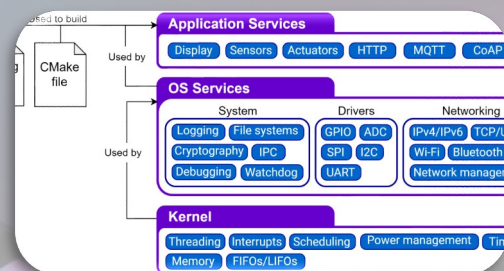 Used to build
g
CMake
file
Used by
Application Services
Display Sensors Actuators HTTP MQTT CoAP
OS Services
System
Logging File systems
Cryptography IPC
Debugging Watchdog
Drivers
GPIO ADC
SPI I2C
UART
Networking
IPv4/IPv6 TCP/U
Wi-Fi Bluetooth
Network manager
Used by
Kernel
Threading Interrupts Scheduling Power management Tim
Memory FIFOs/LIFOs